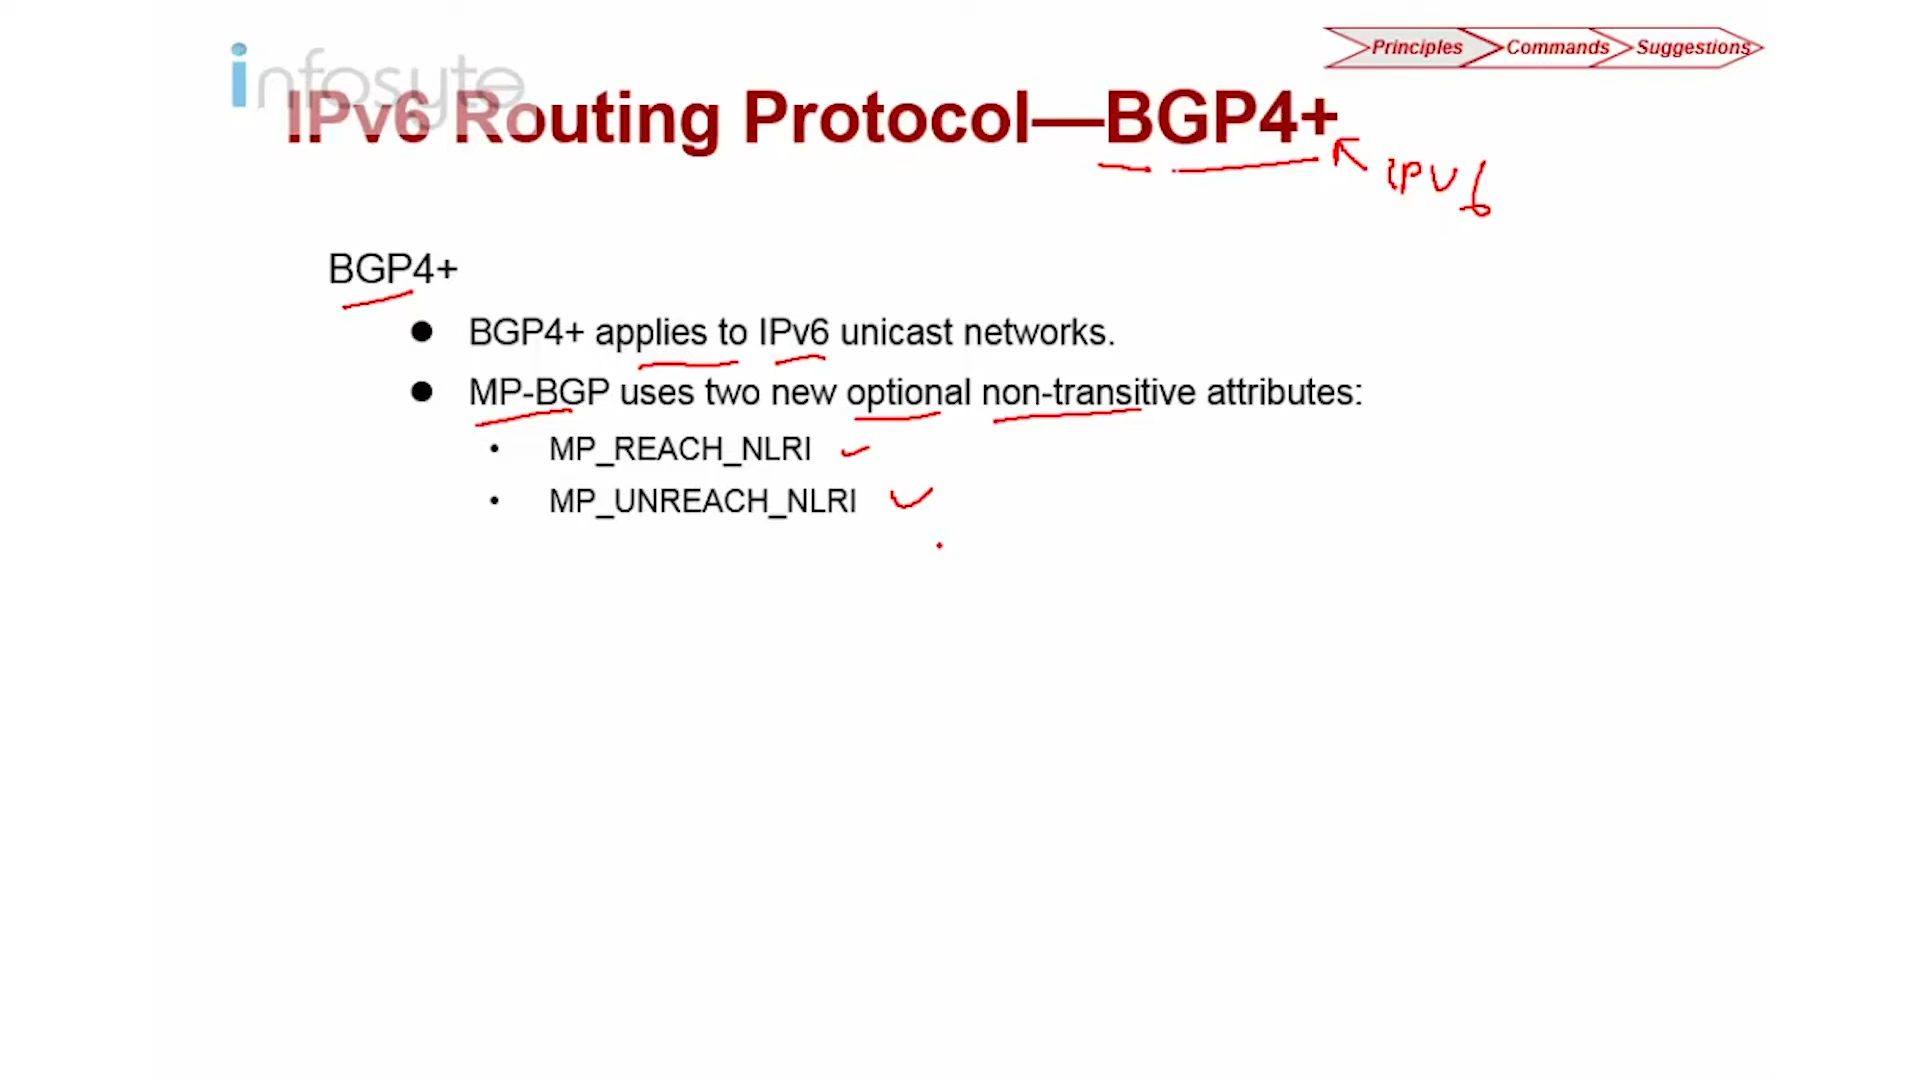 infosyte
Principles Commands Suggestions
IPv6 Routing Protocol—BGP4+
IPV6
BGP4+
● BGP4+ applies to IPv6 unicast networks.
● MP-BGP uses two new optional non-transitive attributes:
• MP_REACH_NLRI
• MP_UNREACH_NLRI